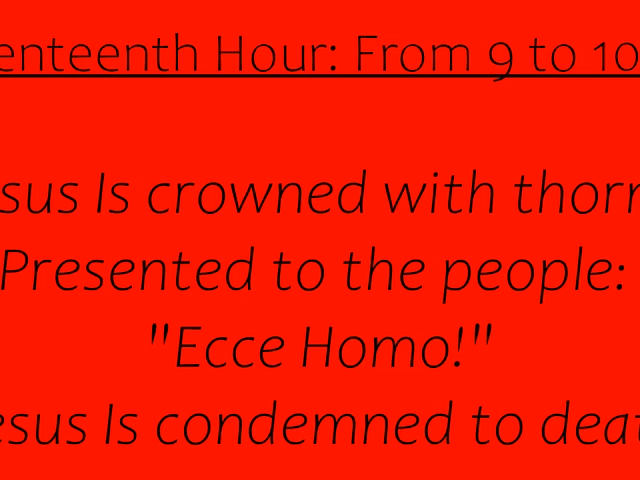 enteenth Hour: From 9 to 10
sus Is crowned with thorn
Presented to the people:
"Ecce Homo!"
esus Is condemned to deat